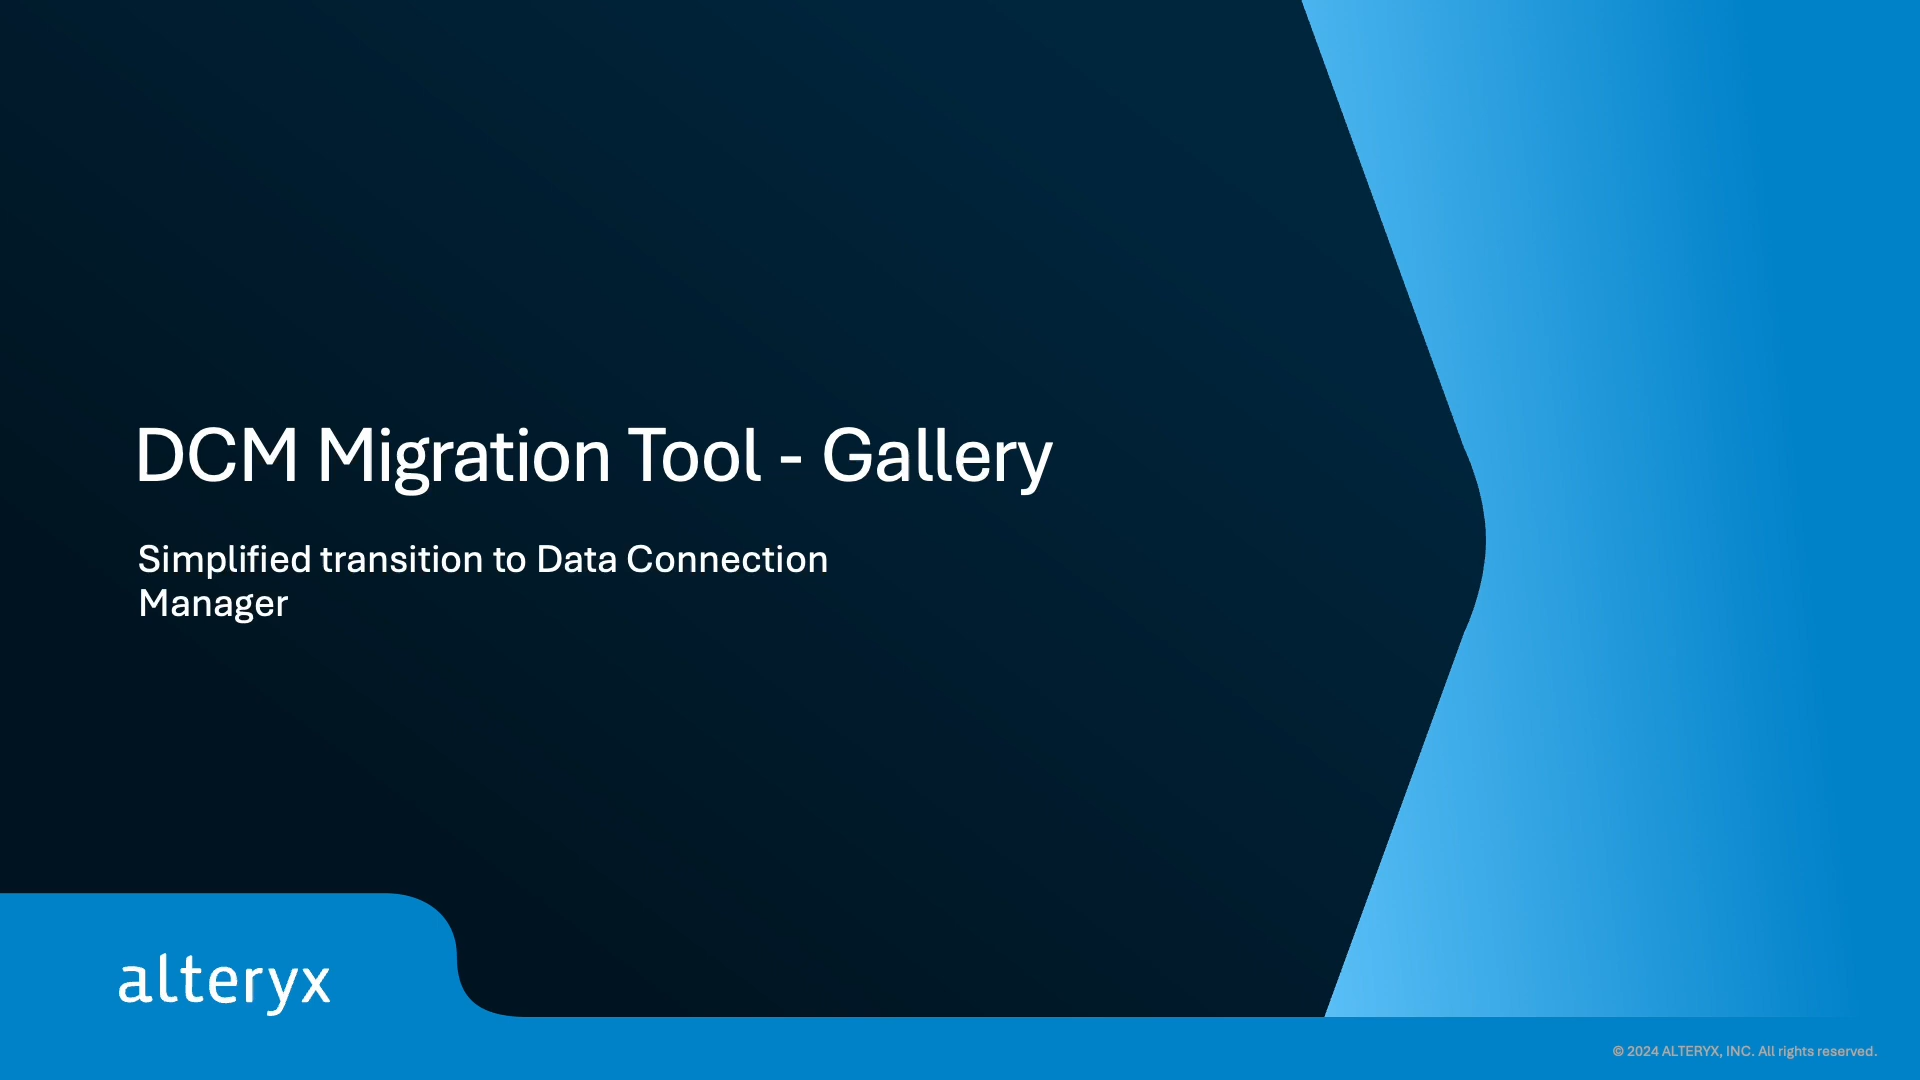 DCM Migration Tool - Gallery
Simplified transition to Data Connection
Manager
alteryx
© 2024 ALTERYX, INC. All rights reserved.